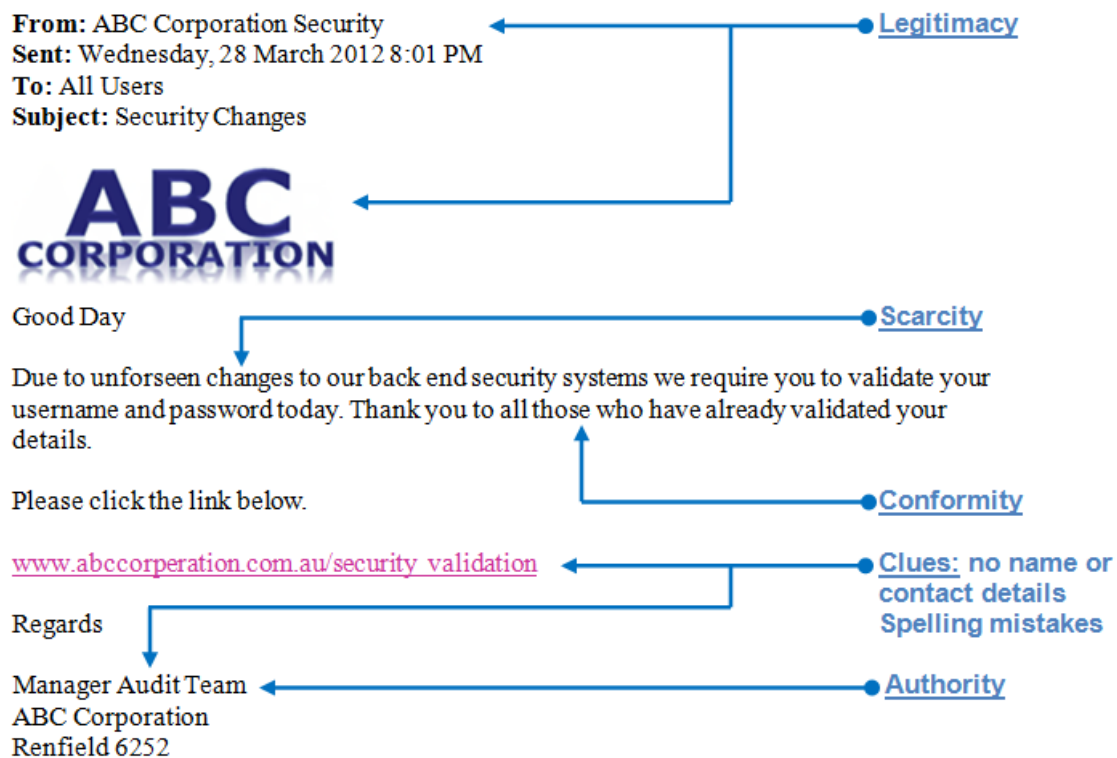 From: ABC Corporation Security
Legitimacy
Sent: Wednesday, 28 March 2012 8:01 PM
To: All Users
Subject: Security Changes
ABC
CORPORATION
Good Day
Scarcity
Due to unforseen changes to our back end security systems we require you to validate your
username and password today. Thank you to all those who have already validated your
details.
Please click the link below.
Conformity
www.abccorperation.com.au/security_validation
Clues: no name or
contact details
Spelling mistakes
Regards
Manager Audit Team
Authority
ABC Corporation
Renfield 6252